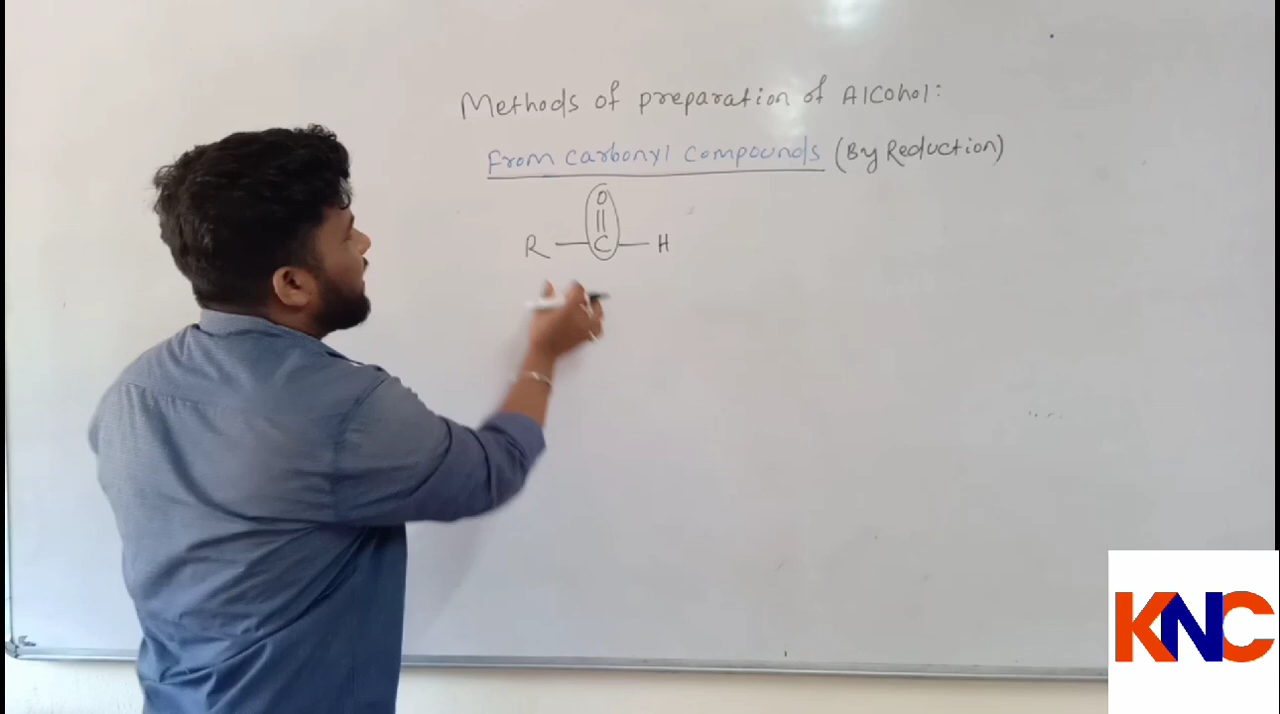 Methods of preparation of Alcohol:
From carbonyl compounds (By Reduction)
O
||
R — C — H
KNC